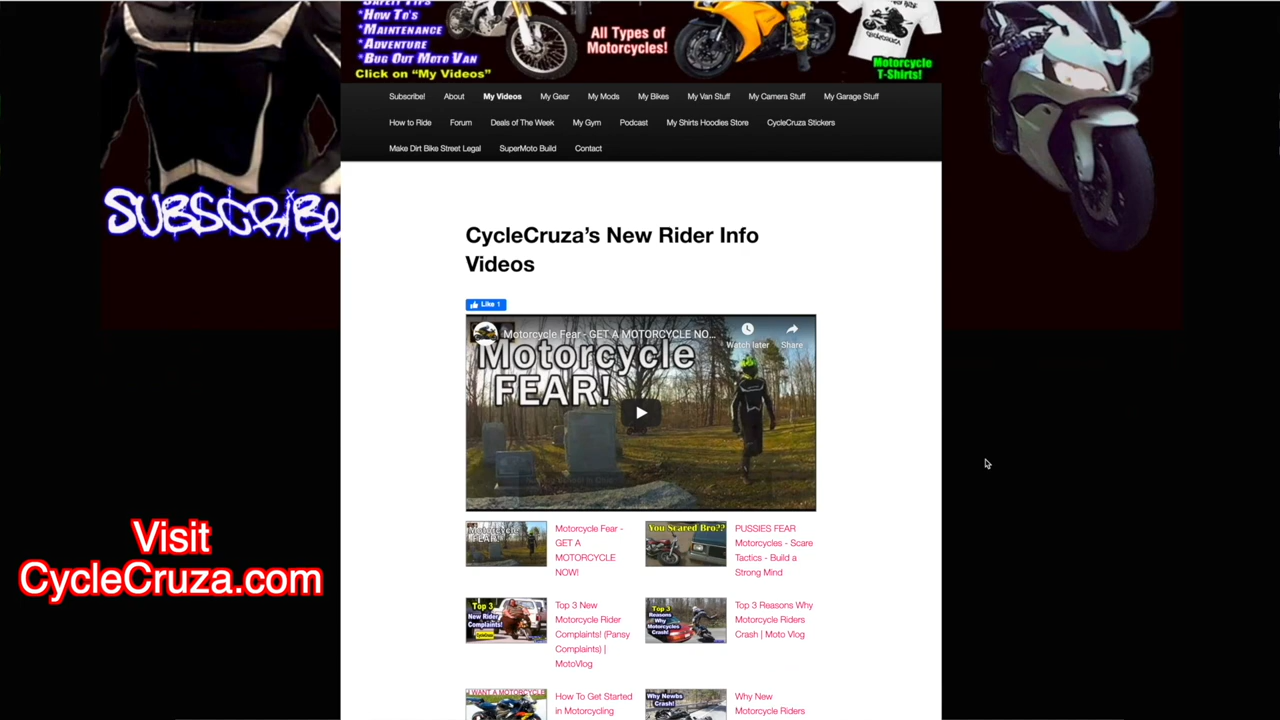 *Safety Tips
*How To's
*Maintenance
*Adventure
*Bug Out Moto Van
Click on "My Videos"
All Types of
Motorcycles!
Motorcycle
T-Shirts!
Subscribe! About My Videos My Gear My Mods My Bikes My Van Stuff My Camera Stuff My Garage Stuff
How to Ride Forum Deals of The Week My Gym Podcast My Shirts Hoodies Store CycleCruza Stickers
Make Dirt Bike Street Legal SuperMoto Build Contact
SUBSCRIBE
CycleCruza's New Rider Info
Videos
Like 1
Motorcycle Fear - GET A MOTORCYCLE NO...
Watch later Share
Motorcycle
FEAR!
Visit
CycleCruza.com
Motorcycle Fear -
GET A
MOTORCYCLE
NOW!
You Scared Bro??
PUSSIES FEAR
Motorcycles - Scare
Tactics - Build a
Strong Mind
Top 3
New Rider
Complaints!
Top 3 New
Motorcycle Rider
Complaints! (Pansy
Complaints) |
MotoVlog
Top 3
Reasons
Why
Motorcycles
Crash!
Top 3 Reasons Why
Motorcycle Riders
Crash | Moto Vlog
I WANT A MOTORCYCLE
How To Get Started
in Motorcycling
Why Newbs
Crash!
Why New
Motorcycle Riders